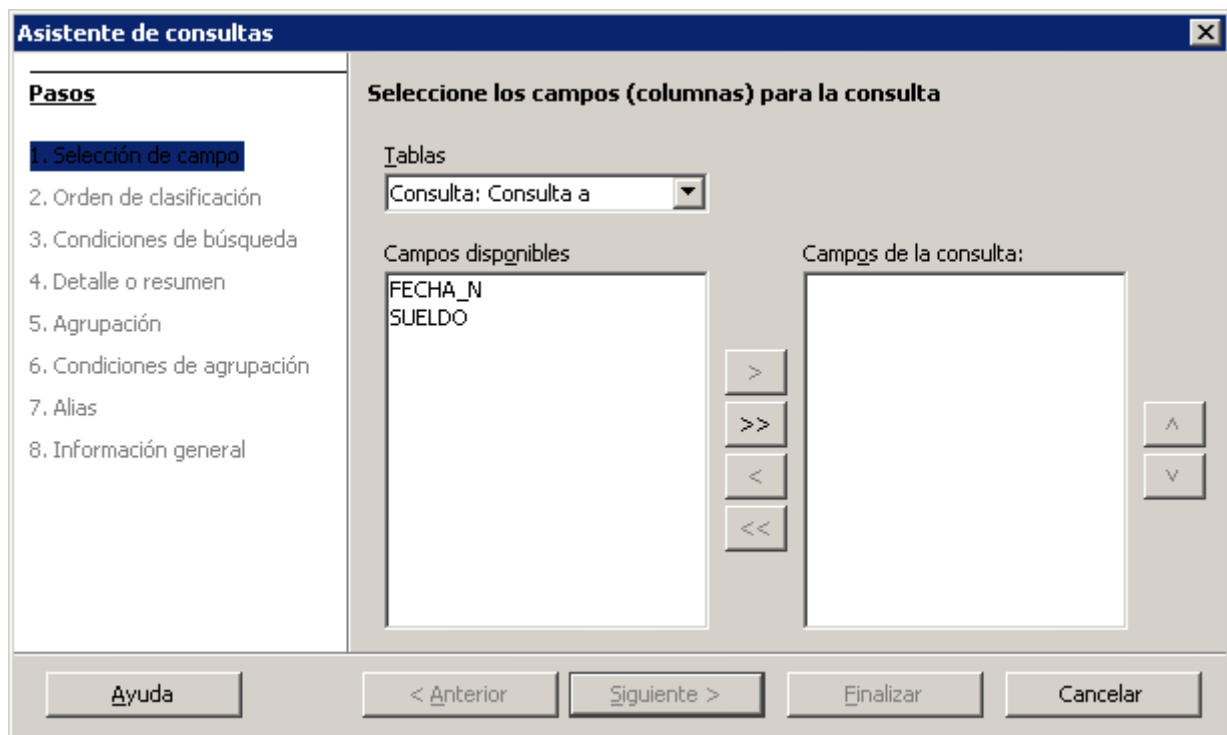 Asistente de consultas
Pasos
1. Selección de campo
2. Orden de clasificación
3. Condiciones de búsqueda
4. Detalle o resumen
5. Agrupación
6. Condiciones de agrupación
7. Alias
8. Información general
Seleccione los campos (columnas) para la consulta
Tablas
Consulta: Consulta a
Campos disponibles
FECHA_N
SUELDO
>
>>
<
<<
Campos de la consulta:
^
v
Ayuda
< Anterior
Siguiente >
Finalizar
Cancelar